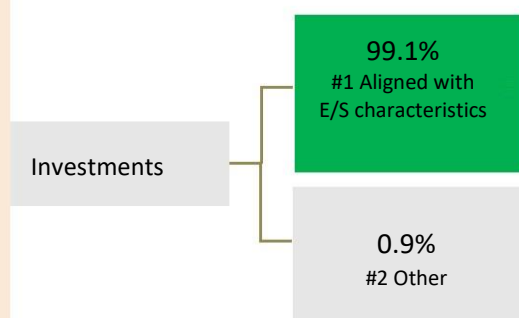 99.1%
#1 Aligned with
E/S characteristics
Investments
0.9%
#2 Other